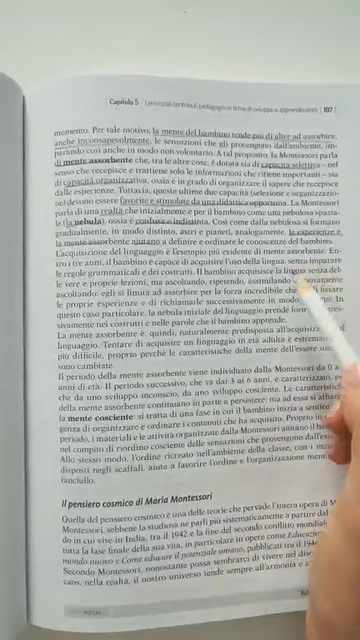 Capitolo 5 | I principali contributi pedagogici in tema di sviluppo e apprendimento | 107
momento. Per tale motivo, la mente del bambino tende più di altre ad assorbire,
anche inconsapevolmente, le sensazioni che gli provengono dall'ambiente, im-
parando così anche in modo non volontario. A tal proposito, la Montessori parla
di mente assorbente che, tra le altre cose, è dotata sia di capacità selettiva – nel
senso che recepisce e trattiene solo le informazioni che ritiene importanti – sia
di capacità organizzativa, ossia è in grado di organizzare il sapere che recepisce
dalle esperienze. Tuttavia, queste ultime due capacità (selezione e organizzazio-
ne) devono essere favorite e stimolate da una didattica opportuna. La Montessori
parla di una realtà che inizialmente è per il bambino come una nebulosa spazia-
le (la nebula), ossia è confusa e indistinta. Così come dalla nebulosa si formano
gradualmente, in modo distinto, astri e pianeti, analogamente, le esperienze e
la mente assorbente aiutano a definire e ordinare le conoscenze del bambino.
L'acquisizione del linguaggio è l'esempio più evidente di mente assorbente. En-
tro i tre anni, il bambino è capace di acquisire l'uso della lingua, senza imparare
le regole grammaticali e dei costrutti. Il bambino acquisisce la lingua senza del-
le vere e proprie lezioni, ma ascoltando, ripetendo, assimilando
ascoltando: egli si limita ad assorbire per la forza incredibile che fissare
le proprie esperienze e di richiamarle successivamente in modo In
questo caso particolare, la nebula iniziale del linguaggio prende form
sivamente nei costrutti e nelle parole che il bambino apprende.
La mente assorbente è, quindi, naturalmente predisposta all'acquisiz
linguaggio. Tentare di acquisire un linguaggio in età adulta è estrema
più difficile, proprio perché le caratteristiche della mente dell'essere um
sono cambiate.
Il periodo della mente assorbente viene individuato dalla Montessori da 0 a
anni di età. Il periodo successivo, che va dai 3 ai 6 anni, è caratterizzato, p
che da uno sviluppo inconscio, da uno sviluppo cosciente. Le caratteristich
della mente assorbente continuano in parte a persistere, ma ad essa si affian
la mente cosciente: si tratta di una fase in cui il bambino inizia a sentire
genza di organizzare e ordinare i contenuti che ha acquisito. Proprio in
periodo, i materiali e le attività organizzate dalla Montessori aiutano il bam
nel compito di riordino cosciente delle sensazioni che provengono dall'este
Allo stesso modo, l'ordine ricreato nell'ambiente della classe, con i mate
disposti negli scaffali, aiuta a favorire l'ordine e l'organizzazione ment
fanciullo.
Il pensiero cosmico di Maria Montessori
Quella del pensiero cosmico è una delle teorie che pervade l'intera opera di M
Montessori, sebbene la studiosa ne parli più sistematicamente a partire dal
do in cui vive in India, tra il 1942 e la fine del secondo conflitto mondial
tutta la fase finale della sua vita, in particolare in opere come Educazion
mondo nuovo e Come educare il potenziale umano, pubblicati tra il 194
Secondo Montessori, nonostante possa sembrarci di vivere nel dis
caos, nella realtà, il nostro universo tende sempre all'armonia e a